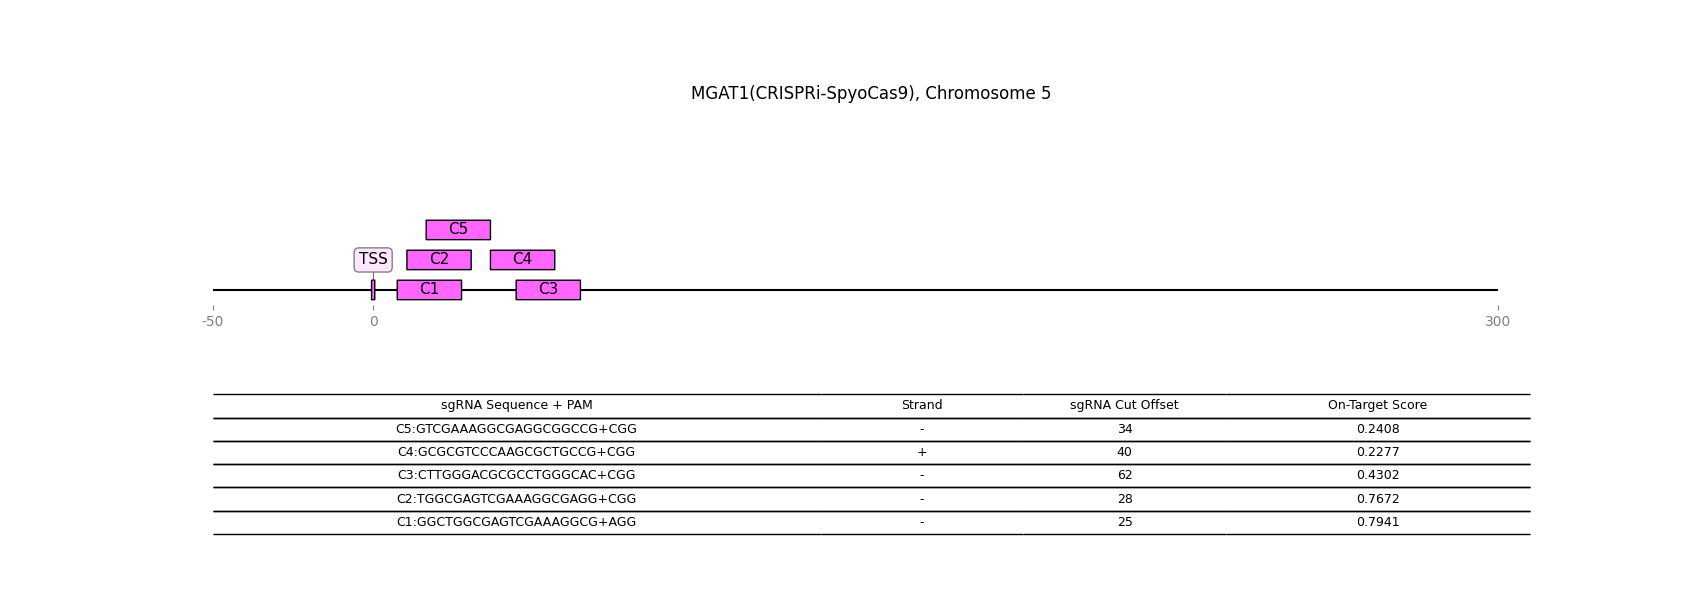 MGAT1(CRISPRi-SpyoCas9), Chromosome 5
C5
TSS C2 C4
C1 C3
-50 0 300
sgRNA Sequence + PAM Strand sgRNA Cut Offset On-Target Score
C5:GTCGAAAGGCGAGGCGGCCG+CGG - 34 0.2408
C4:GCGCGTCCCAAGCGCTGCCG+CGG + 40 0.2277
C3:CTTGGGACGCGCCTGGGCAC+CGG - 62 0.4302
C2:TGGCGAGTCGAAAGGCGAGG+CGG - 28 0.7672
C1:GGCTGGCGAGTCGAAAGGCG+AGG - 25 0.7941